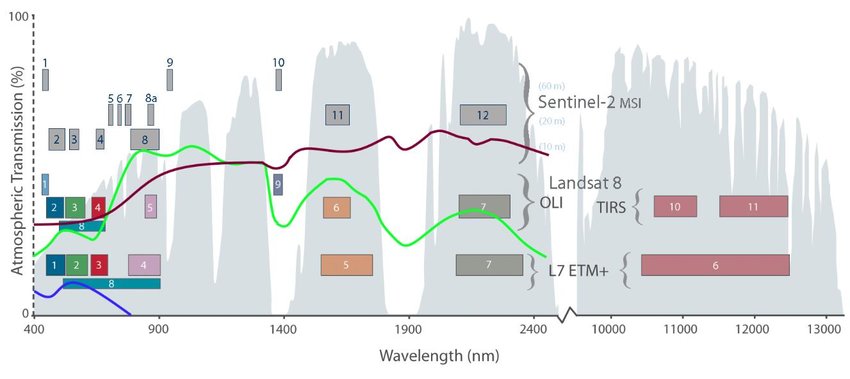 100
Atmospheric Transmission (%)
0
1 9 10
5 6 7 8a
2 3 4 8
11 12
(60 m)
Sentinel-2 MSI
(20 m)
(10 m)
1 9
2 3 4 5 6 7
8
Landsat 8
OLI
TIRS
10 11
1 2 3 4 5 7
8
L7 ETM+
6
400 900 1400 1900 2400 10000 11000 12000 13000
Wavelength (nm)